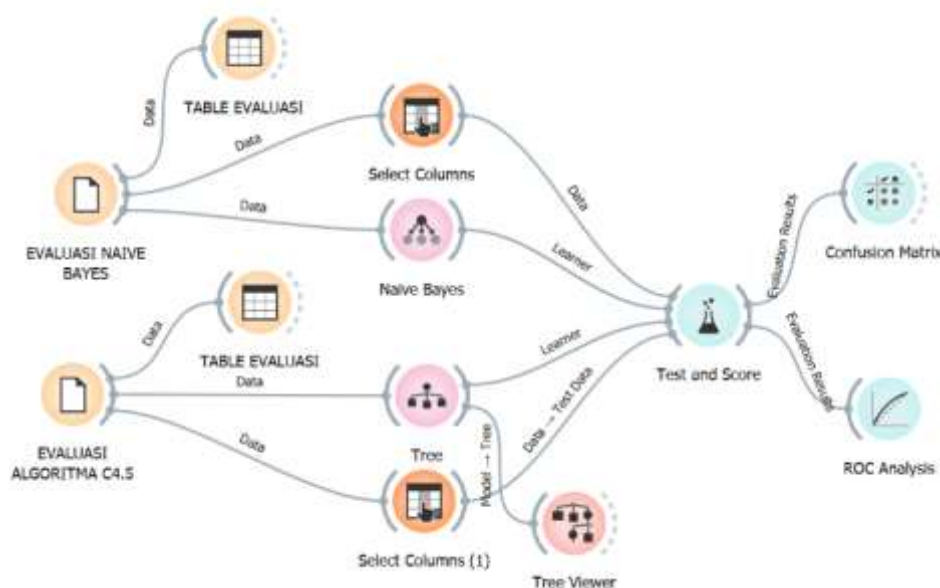 TABLE EVALUASI
Data
Data
Select Columns
Data
Data
EVALUASI NAIVE
BAYES
Naive Bayes
Learner
Evaluation Results
Confusion Matrix
Data
TABLE EVALUASI
Data
Learner
Test and Score
Evaluation Results
EVALUASI
ALGORITMA C4.5
Data
Tree
Model → Tree
Data → Test Data
ROC Analysis
Select Columns (1)
Tree Viewer